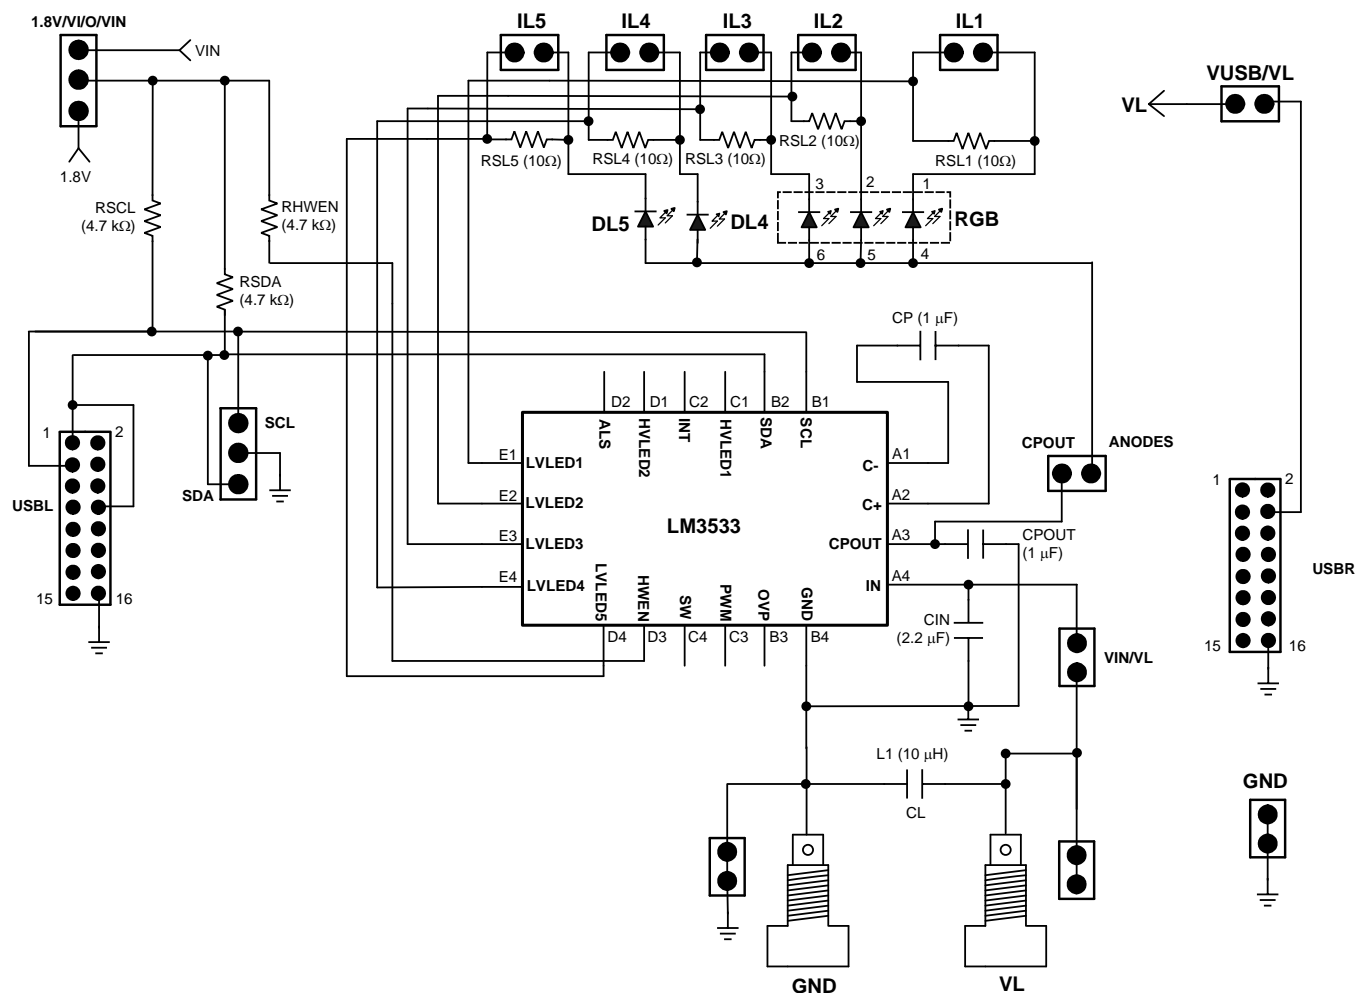 1.8V/VI/O/VIN
VIN
1.8V
IL5
IL4
IL3
IL2
IL1
VUSB/VL
VL
RSL5 (10Ω)
RSL4 (10Ω)
RSL3 (10Ω)
RSL2 (10Ω)
RSL1 (10Ω)
RSCL
(4.7 kΩ)
RHWEN
(4.7 kΩ)
RSDA
(4.7 kΩ)
DL5
DL4
3
2
1
RGB
6
5
4
CP (1 μF)
D2
D1
C2
C1
B2
B1
ALS
HVLED2
INT
HVLED1
SDA
SCL
E1
LVLED1
E2
LVLED2
E3
LVLED3
E4
LVLED4
LM3533
C-
A1
C+
A2
CPOUT
A3
IN
A4
LVLED5
HWEN
SW
PWM
OVP
GND
D4
D3
C4
C3
B3
B4
1
2
USBL
15
16
SCL
SDA
CPOUT
ANODES
CPOUT
(1 μF)
CIN
(2.2 μF)
VIN/VL
1
2
USBR
15
16
L1 (10 μH)
CL
GND
GND
VL